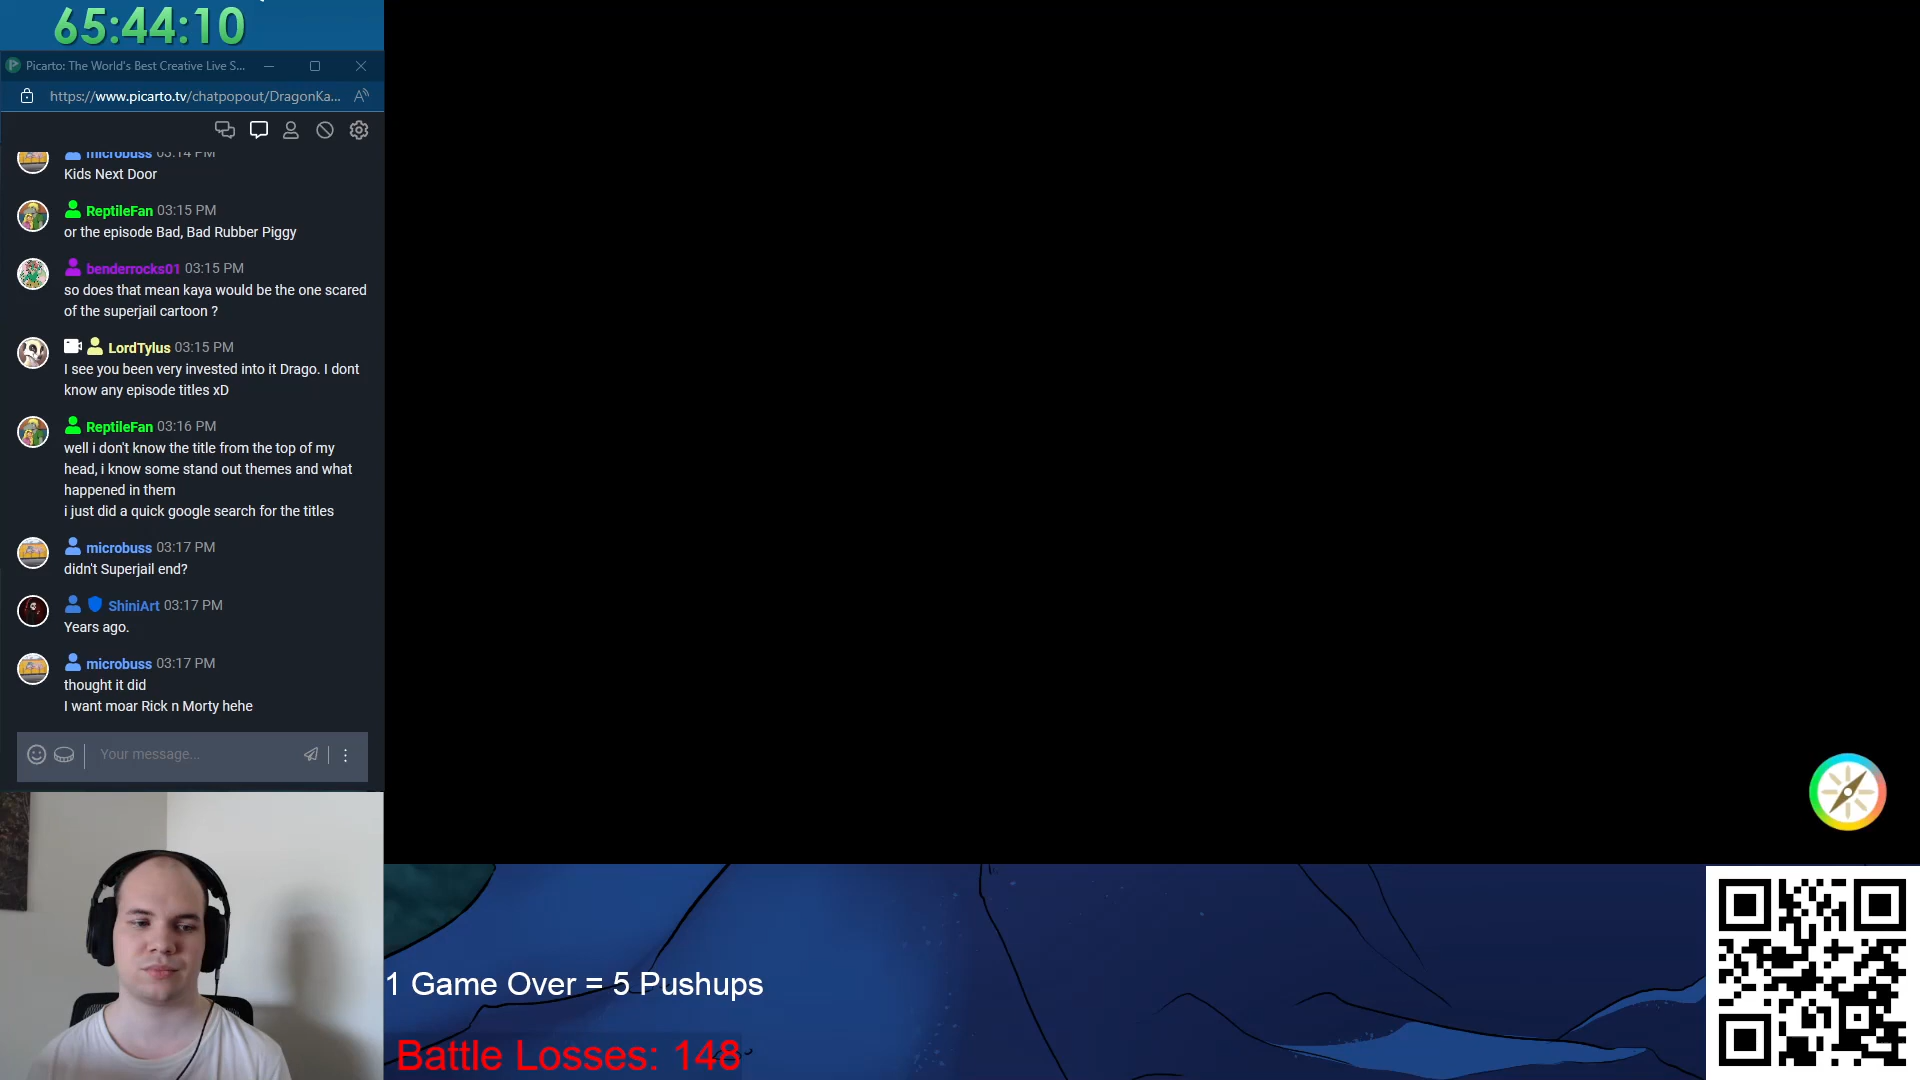 65:44:10
Picarto: The World's Best Creative Live S...
https://www.picarto.tv/chatpopout/DragonKa...
microbuss 03:14 PM
Kids Next Door
ReptileFan 03:15 PM
or the episode Bad, Bad Rubber Piggy
benderrocks01 03:15 PM
so does that mean kaya would be the one scared
of the superjail cartoon ?
LordTylus 03:15 PM
I see you been very invested into it Drago. I dont
know any episode titles xD
ReptileFan 03:16 PM
well i don't know the title from the top of my
head, i know some stand out themes and what
happened in them
i just did a quick google search for the titles
microbuss 03:17 PM
didn't Superjail end?
ShiniArt 03:17 PM
Years ago.
microbuss 03:17 PM
thought it did
I want moar Rick n Morty hehe
Your message...
1 Game Over = 5 Pushups
Battle Losses: 148